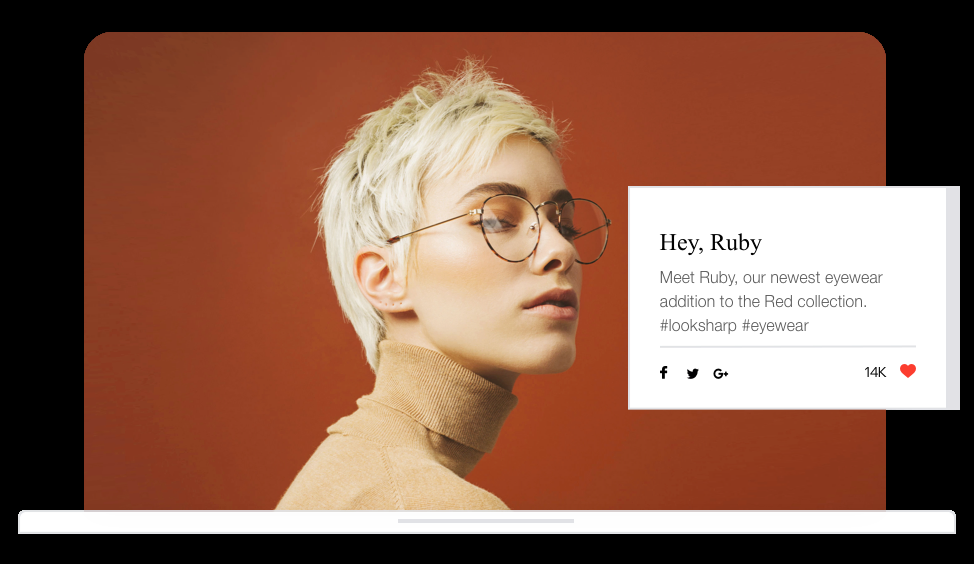 Hey, Ruby
Meet Ruby, our newest eyewear
addition to the Red collection.
#looksharp #eyewear
14K